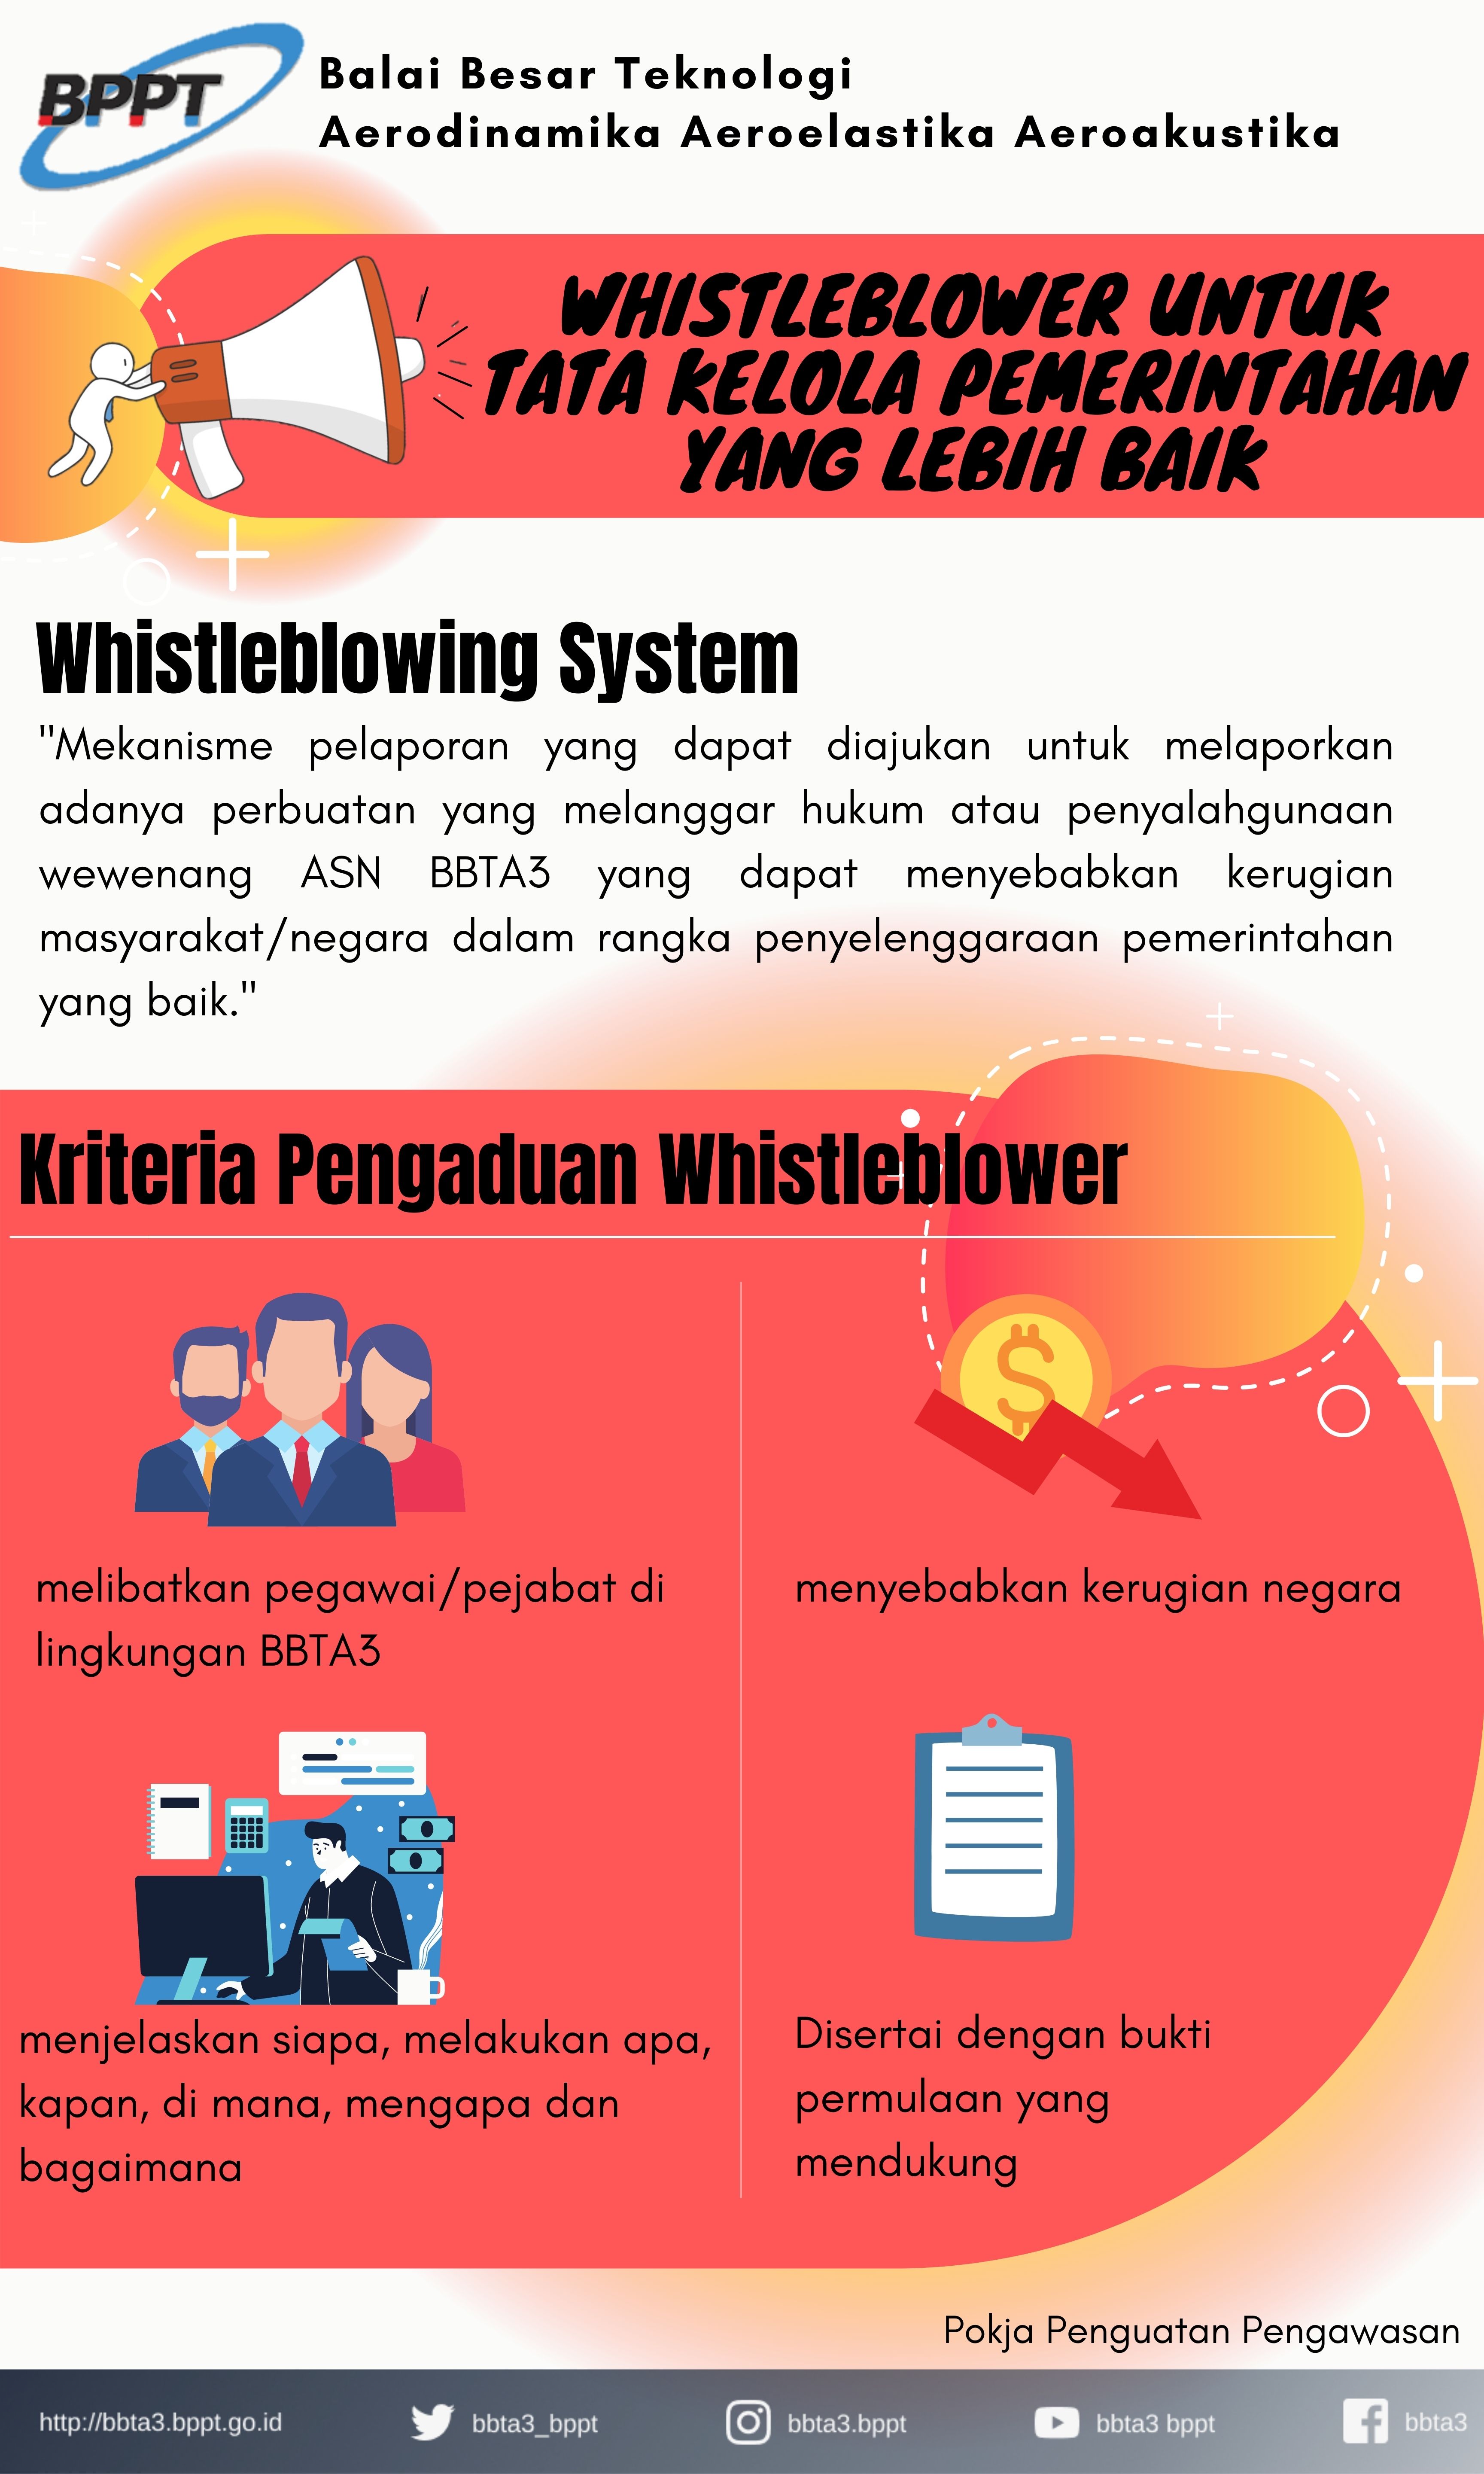 BPPT
Balai Besar Teknologi
Aerodinamika Aeroelastika Aeroakustika
WHISTLEBLOWER UNTUK
TATA KELOLA PEMERINTAHAN
YANG LEBIH BAIK
Whistleblowing System
"Mekanisme pelaporan yang dapat diajukan untuk melaporkan
adanya perbuatan yang melanggar hukum atau penyalahgunaan
wewenang ASN BBTA3 yang dapat menyebabkan kerugian
masyarakat/negara dalam rangka penyelenggaraan pemerintahan
yang baik."
Kriteria Pengaduan Whistleblower
melibatkan pegawai/pejabat di
lingkungan BBTA3
menyebabkan kerugian negara
menjelaskan siapa, melakukan apa,
kapan, di mana, mengapa dan
bagaimana
Disertai dengan bukti
permulaan yang
mendukung
Pokja Penguatan Pengawasan
http://bbta3.bppt.go.id
bbta3_bppt
bbta3.bppt
bbta3 bppt
bbta3